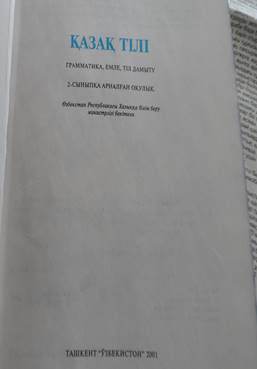 ҚАЗАҚ ТІЛІ
ГРАММАТИКА, ЕМЛЕ, ТІЛ ДАМЫТУ
2-СЫНЫПҚА АРНАЛҒАН ОҚУЛЫҚ
Өзбекстан Республикасы Халыққа білім беру
министрлігі бекіткен
ТАШКЕНТ "ЎЗБЕКИСТОН" 2001